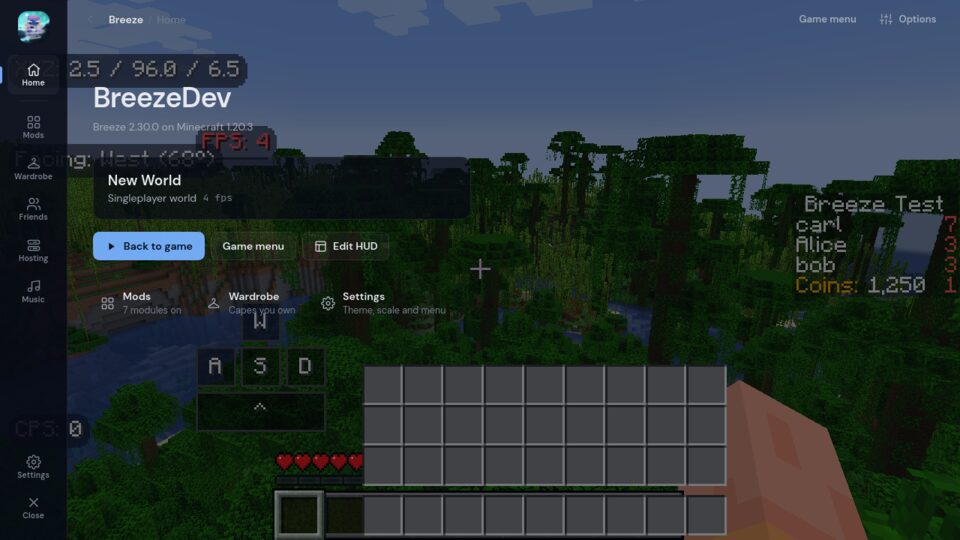 Breeze / Home
Game menu
Options
2.5 / 96.0 / 6.5
Home
BreezeDev
Breeze 2.30.0 on Minecraft 1.20.3
Mods
FPS: 4
Facing: West (68°)
Wardrobe
New World
Singleplayer world 4 fps
Friends
Breeze Test
carl 7
Alice 3
bob 3
Coins: 1,250 1
Hosting
Back to game
Game menu
Edit HUD
Music
Mods
7 modules on
Wardrobe
Capes you own
Settings
Theme, scale and menu
W
A
S
D
^
CPS: 0
Settings
Close